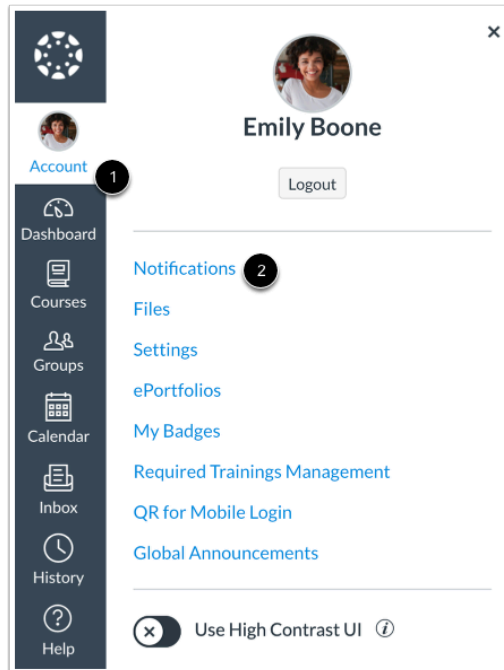 ×
Emily Boone
Logout
Account
1
Dashboard
Courses
Groups
Calendar
Inbox
History
Help
Notifications 2
Files
Settings
ePortfolios
My Badges
Required Trainings Management
QR for Mobile Login
Global Announcements
Use High Contrast UI i